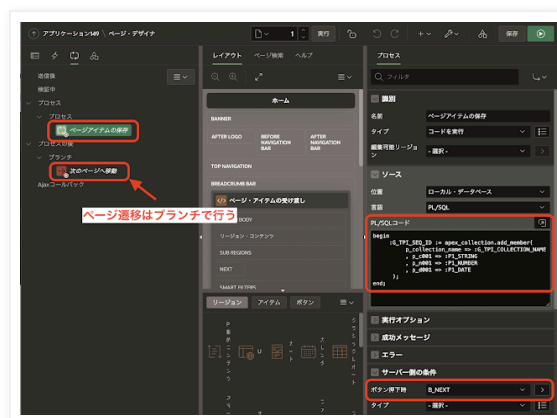 アプリケーション149 \ ページ・デザイナ
1
実行
保存
送信後
検証中
プロセス
プロセス
ページアイテムの保存
プロセスの後
ブランチ
次のページへ移動
Ajaxコールバック
ページ遷移はブランチで行う
レイアウト ページ検索 ヘルプ
ホーム
BANNER
AFTER LOGO
BEFORE NAVIGATION BAR
AFTER NAVIGATION BAR
TOP NAVIGATION
BREADCRUMB BAR
ページ・アイテムの受け渡し
BODY
リージョン・コンテンツ
SUB REGIONS
NEXT
SMART FILTERS
リージョン アイテム ボタン
プロセス
フィルタ
識別
名前 ページアイテムの保存
タイプ コードを実行
編集可能リージョン - 選択 -
ソース
位置 ローカル・データベース
言語 PL/SQL
PL/SQLコード
begin
:G_TPI_SEQ_ID := apex_collection.add_member(
p_collection_name => :G_TPI_COLLECTION_NAME
, p_c001 => :P1_STRING
, p_n001 => :P1_NUMBER
, p_d001 => :P1_DATE
);
end;
実行オプション
成功メッセージ
エラー
サーバー側の条件
ボタン押下時 B_NEXT
タイプ - 選択 -